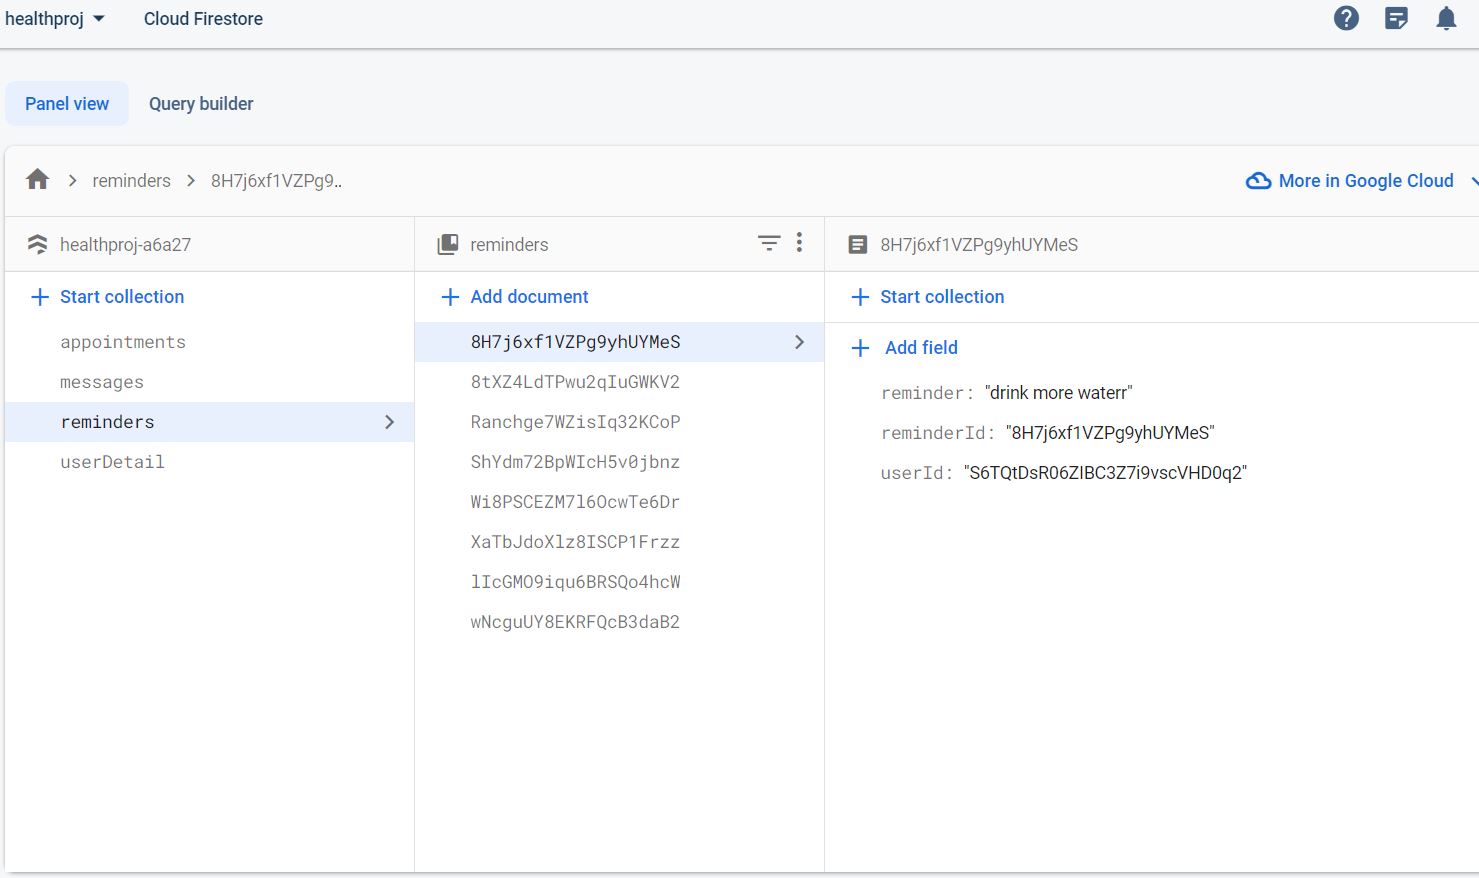 healthproj Cloud Firestore
Panel view Query builder
reminders 8H7j6xf1VZPg9.. More in Google Cloud
healthproj-a6a27
Start collection
appointments
messages
reminders
userDetail
reminders
Add document
8H7j6xf1VZPg9yhUYMeS
8tXZ4LdTPwu2qIuGWKV2
Ranchge7WZisIq32KCoP
ShYdm72BpWIcH5v0jbnz
Wi8PSCEZM7l6OcwTe6Dr
XaTbJdoXlz8ISCP1Frzz
lIcGMO9iqu6BRSQo4hcW
wNcguUY8EKRFQcB3daB2
8H7j6xf1VZPg9yhUYMeS
Start collection
Add field
reminder: "drink more waterr"
reminderId: "8H7j6xf1VZPg9yhUYMeS"
userId: "S6TQtDsR06ZIBC3Z7i9vscVHD0q2"